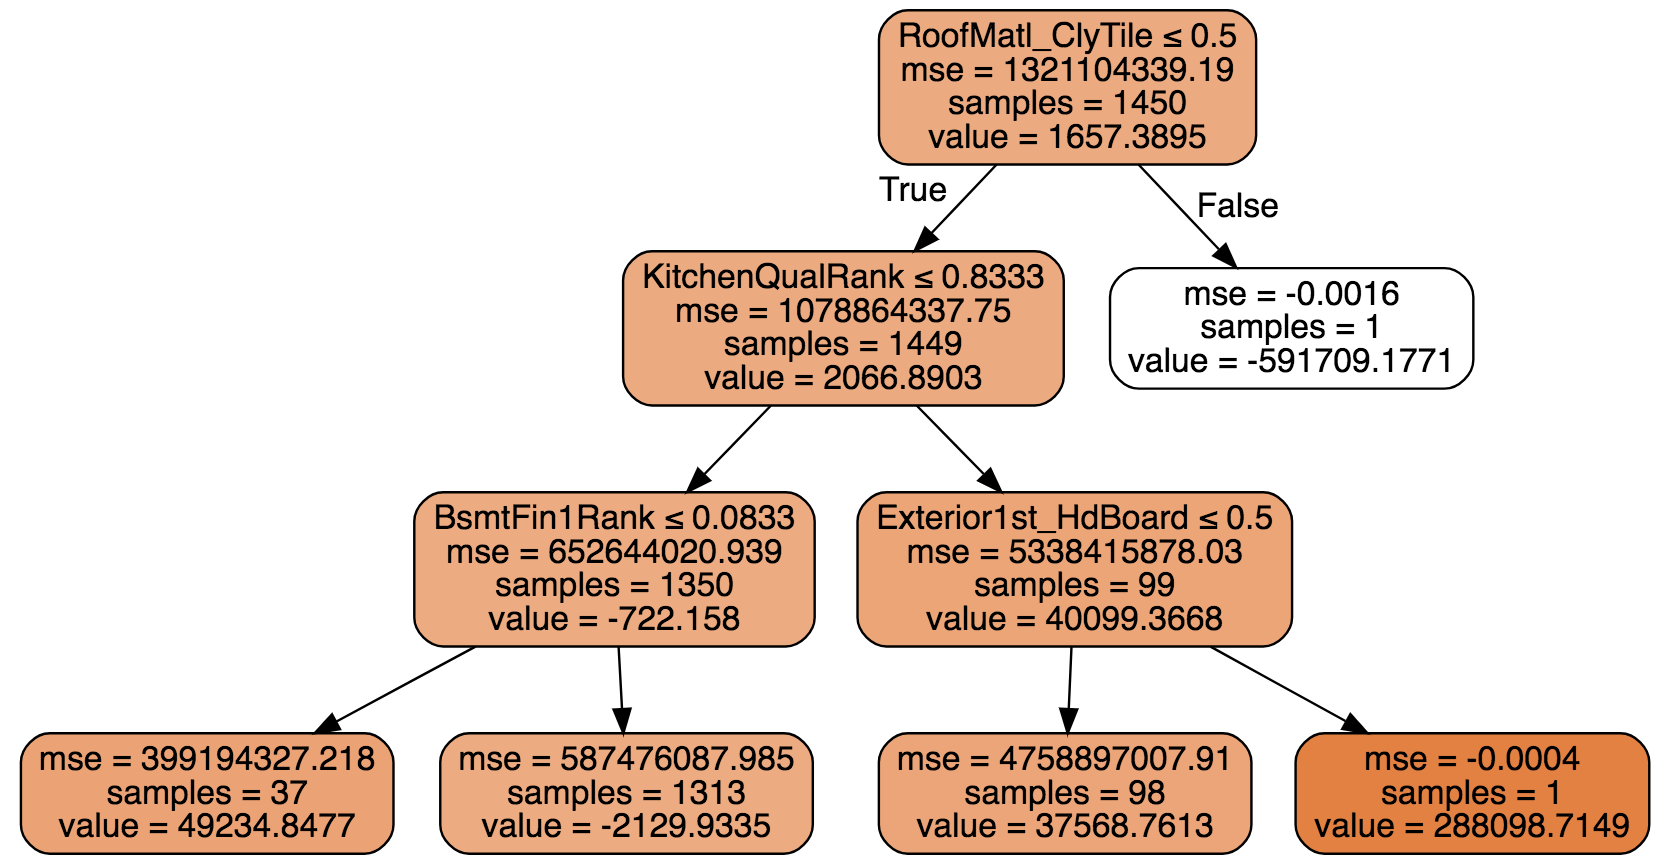 RoofMatl_ClyTile ≤ 0.5
mse = 1321104339.19
samples = 1450
value = 1657.3895
True
False
KitchenQualRank ≤ 0.8333
mse = 1078864337.75
samples = 1449
value = 2066.8903
mse = -0.0016
samples = 1
value = -591709.1771
BsmtFin1Rank ≤ 0.0833
mse = 652644020.939
samples = 1350
value = -722.158
Exterior1st_HdBoard ≤ 0.5
mse = 5338415878.03
samples = 99
value = 40099.3668
mse = 399194327.218
samples = 37
value = 49234.8477
mse = 587476087.985
samples = 1313
value = -2129.9335
mse = 4758897007.91
samples = 98
value = 37568.7613
mse = -0.0004
samples = 1
value = 288098.7149